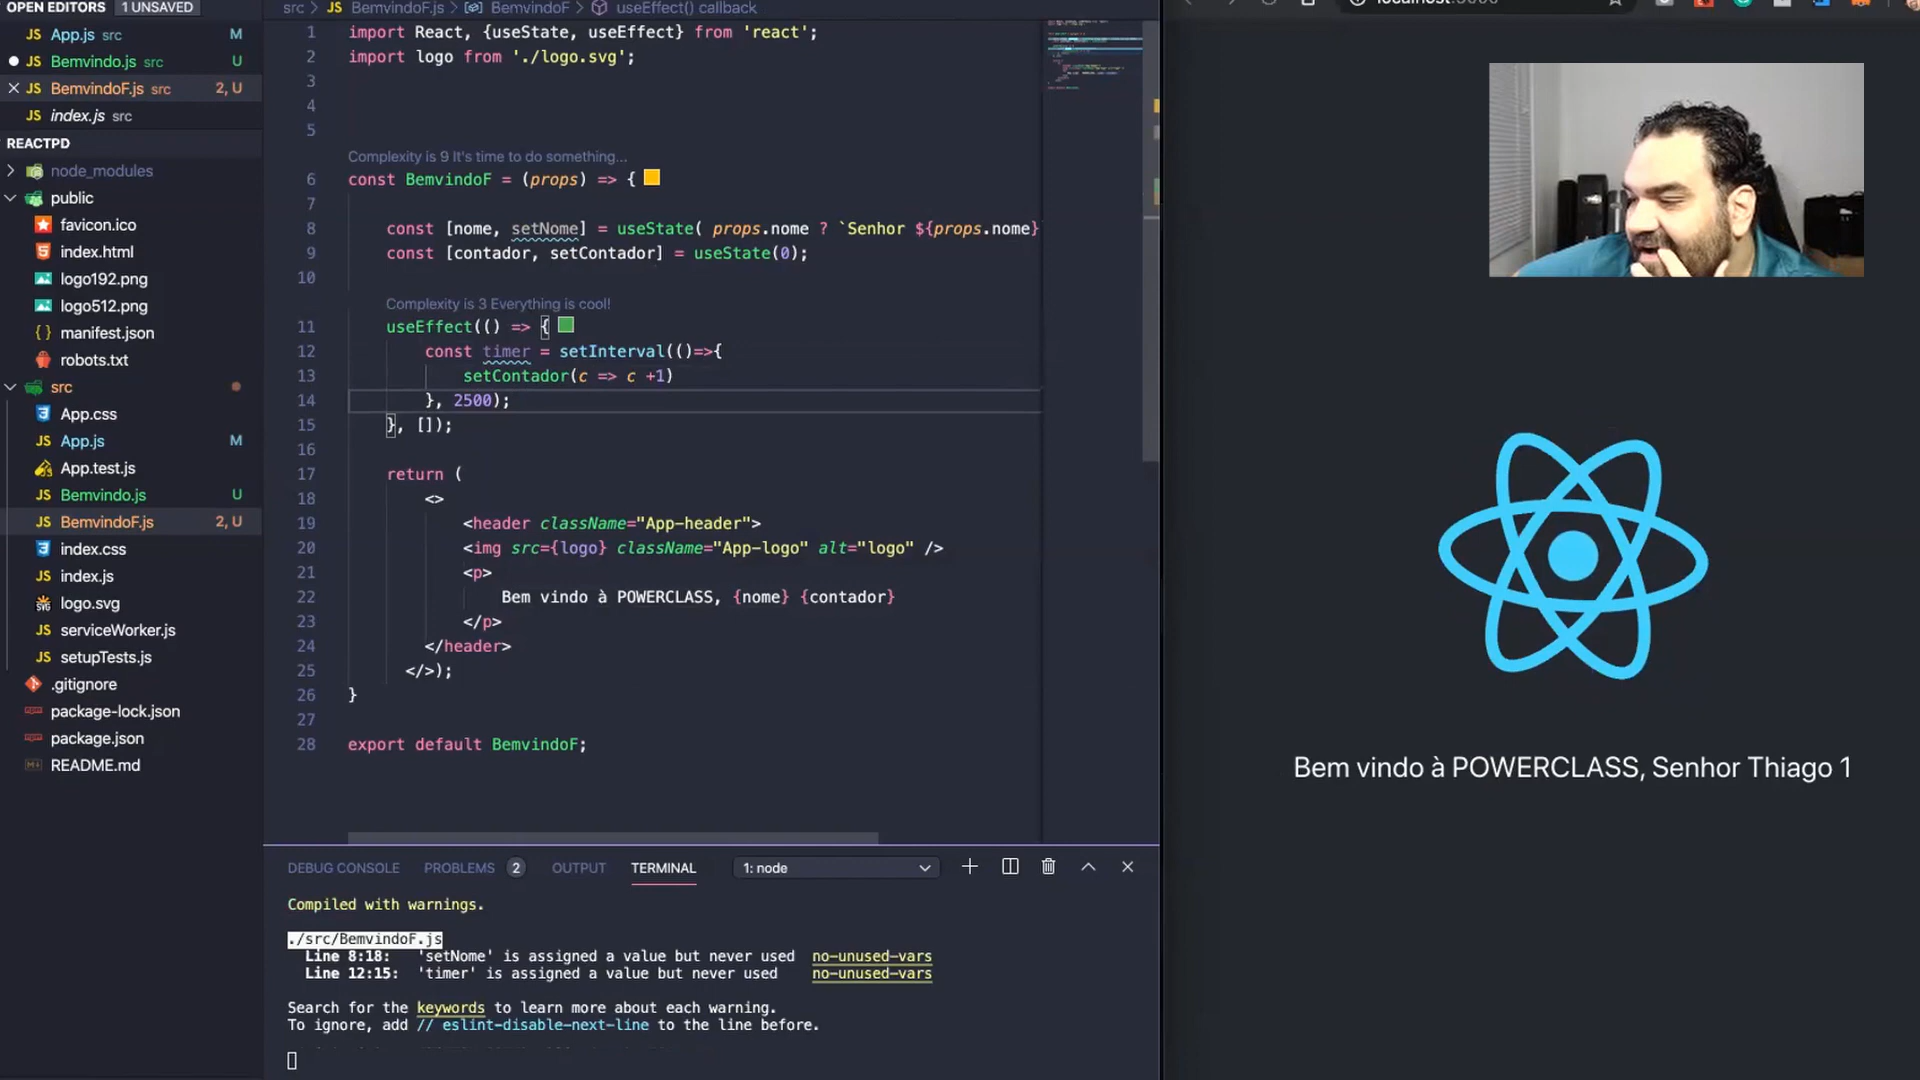 OPEN EDITORS 1 UNSAVED
JS App.js src M
JS Bemvindo.js src U
JS BemvindoF.js src 2, U
JS index.js src
REACTPD
node_modules
public
favicon.ico
index.html
logo192.png
logo512.png
manifest.json
robots.txt
src
App.css
JS App.js M
App.test.js
JS Bemvindo.js U
JS BemvindoF.js 2, U
index.css
JS index.js
logo.svg
JS serviceWorker.js
JS setupTests.js
.gitignore
package-lock.json
package.json
README.md
src > JS BemvindoF.js > BemvindoF > useEffect() callback
1 import React, {useState, useEffect} from 'react';
2 import logo from './logo.svg';
3
4
5
Complexity is 9 It's time to do something...
6 const BemvindoF = (props) => {
7
8 const [nome, setNome] = useState( props.nome ? `Senhor ${props.nome}
9 const [contador, setContador] = useState(0);
10
Complexity is 3 Everything is cool!
11 useEffect(() => {
12 const timer = setInterval(()=>{
13 setContador(c => c +1)
14 }, 2500);
15 }, []);
16
17 return (
18 <>
19 <header className="App-header">
20 <img src={logo} className="App-logo" alt="logo" />
21 <p>
22 Bem vindo à POWERCLASS, {nome} {contador}
23 </p>
24 </header>
25 </>);
26 }
27
28 export default BemvindoF;
DEBUG CONSOLE PROBLEMS 2 OUTPUT TERMINAL 1: node
Compiled with warnings.
./src/BemvindoF.js
Line 8:18: 'setNome' is assigned a value but never used no-unused-vars
Line 12:15: 'timer' is assigned a value but never used no-unused-vars
Search for the keywords to learn more about each warning.
To ignore, add // eslint-disable-next-line to the line before.
Bem vindo à POWERCLASS, Senhor Thiago 1